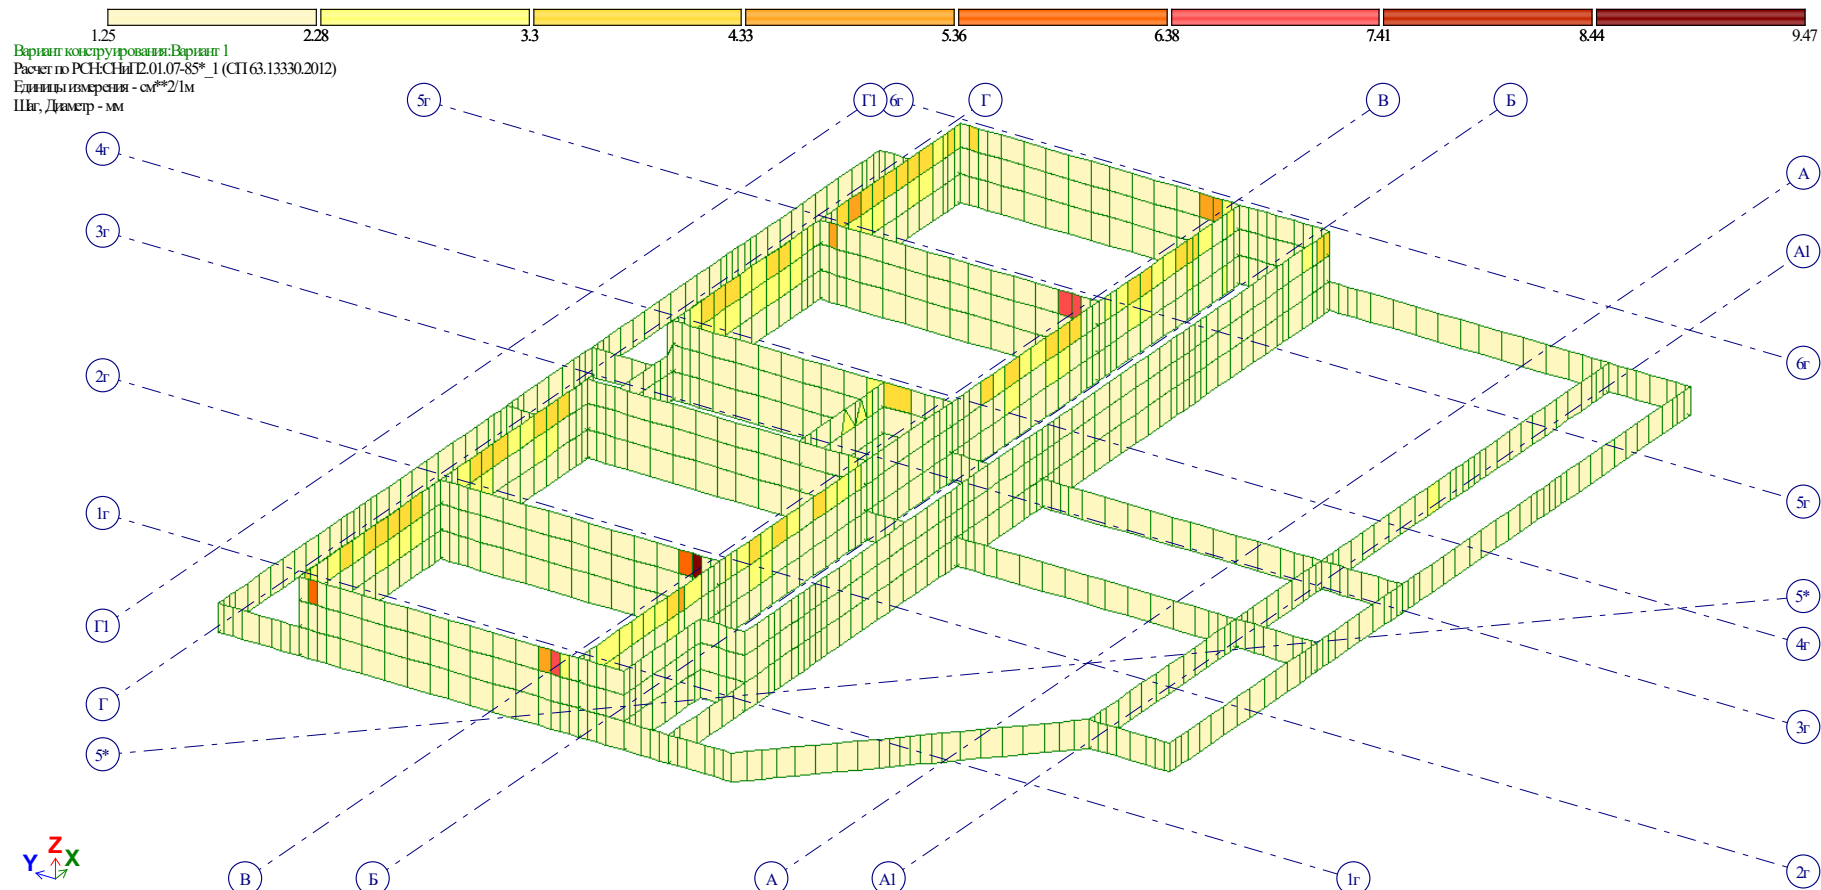 1.25 2.28 3.3 4.33 5.36 6.38 7.41 8.44 9.47
Вариант конструирования:Вариант 1
Расчет по РСН:СНиП2.01.07-85*_1 (СП 63.13330.2012)
Единицы измерения - см**2/1м
Шаг, Диаметр - мм
5г Г1 6г Г В Б
4г
А
3г
А1
6г
2г
5г
1г
5*
Г1
4г
Г
3г
5*
Z
Y X
В Б А А1 1г 2г